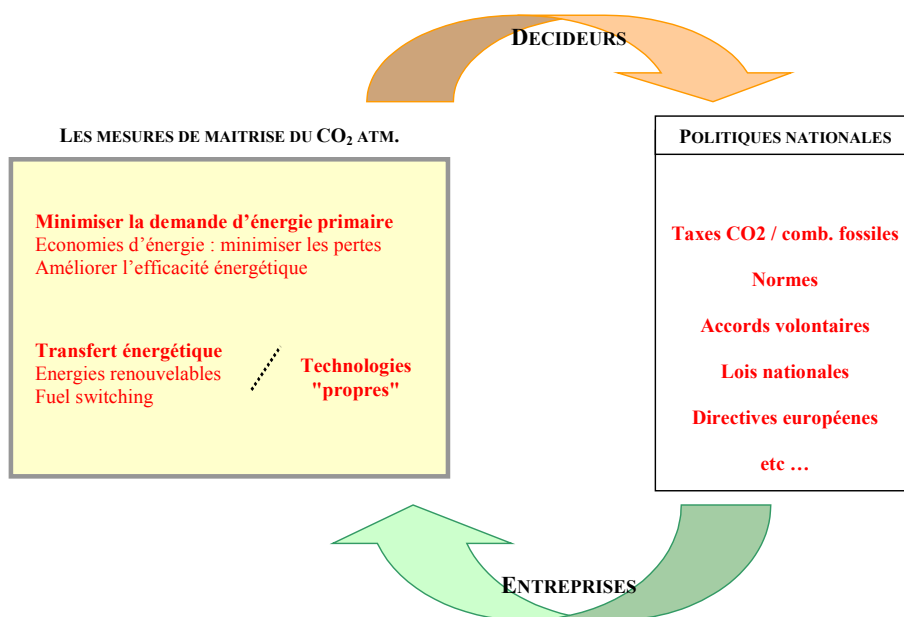 DECIDEURS
LES MESURES DE MAITRISE DU CO₂ ATM.
Minimiser la demande d'énergie primaire
Economies d'énergie : minimiser les pertes
Améliorer l'efficacité énergétique
Transfert énergétique
Energies renouvelables
Fuel switching
Technologies
"propres"
POLITIQUES NATIONALES
Taxes CO2 / comb. fossiles
Normes
Accords volontaires
Lois nationales
Directives européenes
etc …
ENTREPRISES